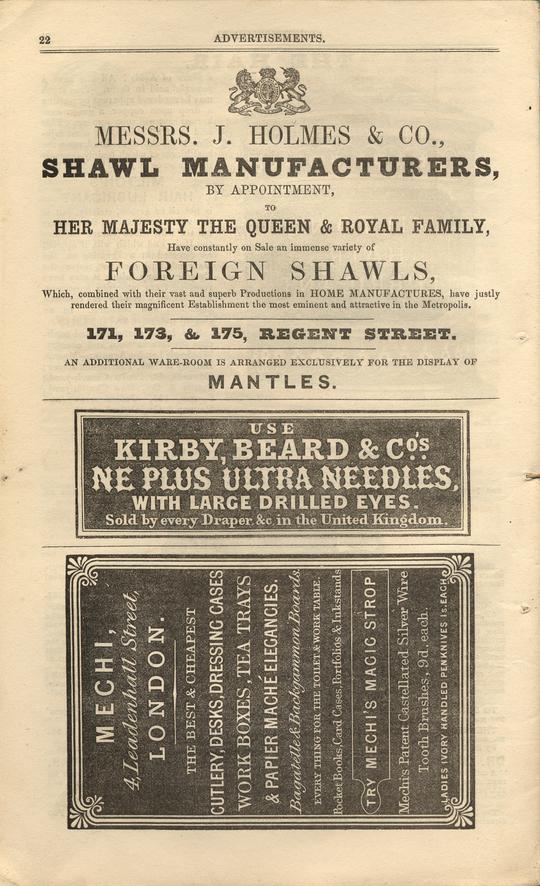 22
ADVERTISEMENTS.
MESSRS. J. HOLMES & CO.,
SHAWL MANUFACTURERS,
BY APPOINTMENT,
TO
HER MAJESTY THE QUEEN & ROYAL FAMILY,
Have constantly on Sale an immense variety of
FOREIGN SHAWLS,
Which, combined with their vast and superb Productions in HOME MANUFACTURES, have justly
rendered their magnificent Establishment the most eminent and attractive in the Metropolis.
171, 173, & 175, REGENT STREET.
AN ADDITIONAL WARE-ROOM IS ARRANGED EXCLUSIVELY FOR THE DISPLAY OF
MANTLES.
USE
KIRBY, BEARD & Co's.
NE PLUS ULTRA NEEDLES,
WITH LARGE DRILLED EYES.
Sold by every Draper &c in the United Kingdom.
MECHI,
4, Leadenhall Street,
LONDON.
THE BEST & CHEAPEST
CUTLERY, DESKS, DRESSING CASES
WORK BOXES, TEA TRAYS
& PAPIER MACHÉ ELEGANCIES.
Bagatelle & Backgammon Boards.
EVERY THING FOR THE TOILET & WORK TABLE.
Pocket Books, Card Cases, Portfolios & Inkstands
TRY MECHI'S MAGIC STROP
Mechi's Patent Castellated Silver Wire
Tooth Brushes, 9d. each.
LADIES IVORY HANDLED PENKNIVES 1s. EACH